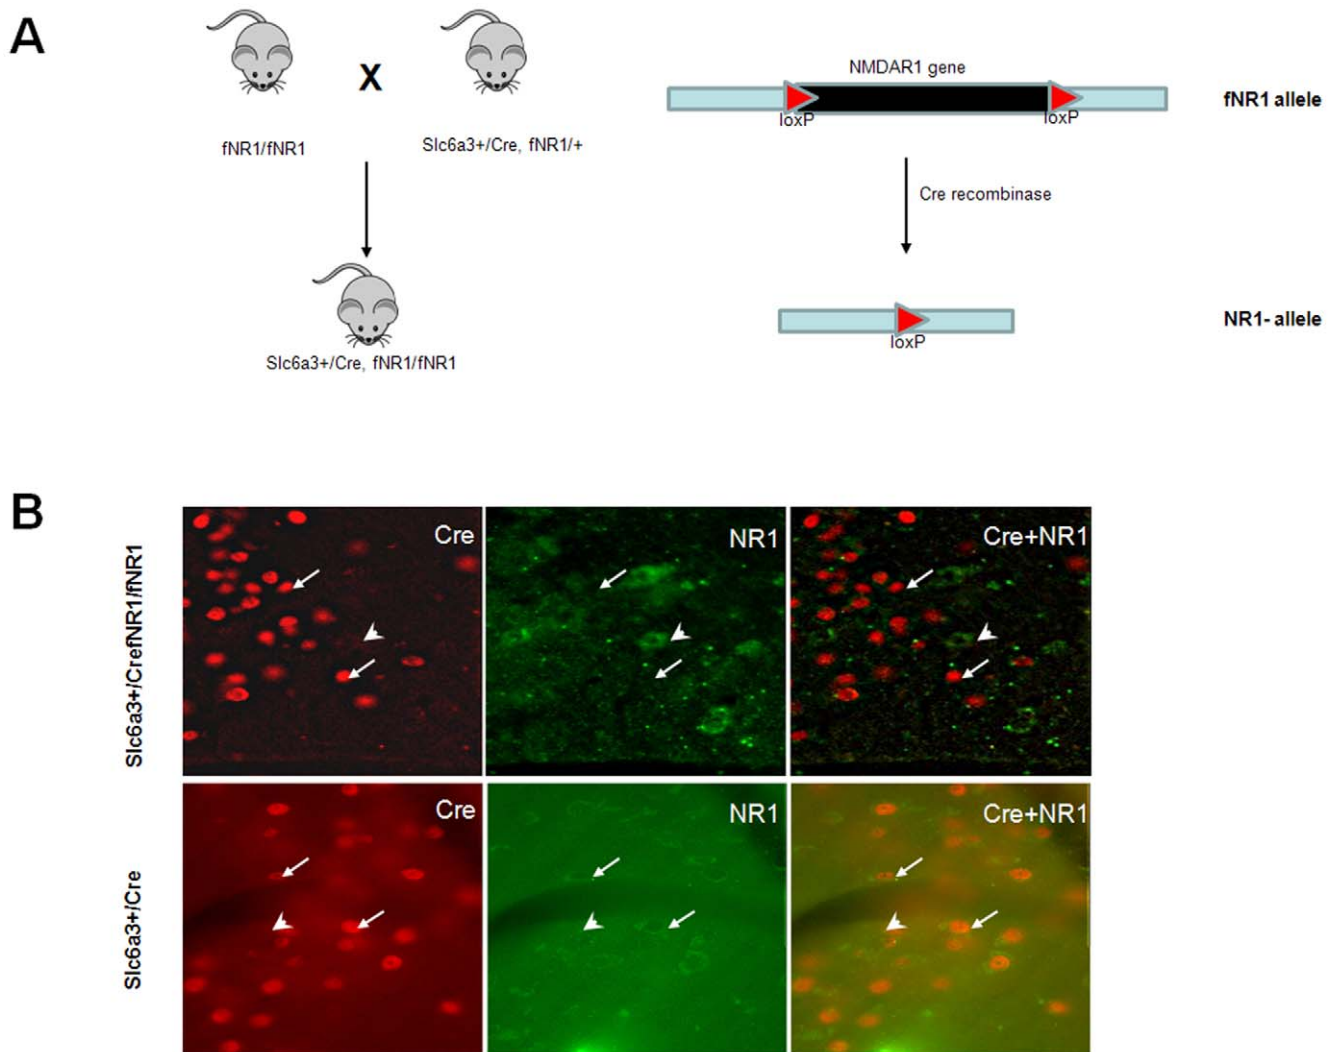 A
X
NMDAR1 gene
fNR1 allele
loxP
loxP
fNR1/fNR1
Slc6a3+/Cre, fNR1/+
Cre recombinase
NR1- allele
loxP
Slc6a3+/Cre, fNR1/fNR1
B
Slc6a3+/CrefNR1/fNR1
Cre
NR1
Cre+NR1
Slc6a3+/Cre
Cre
NR1
Cre+NR1